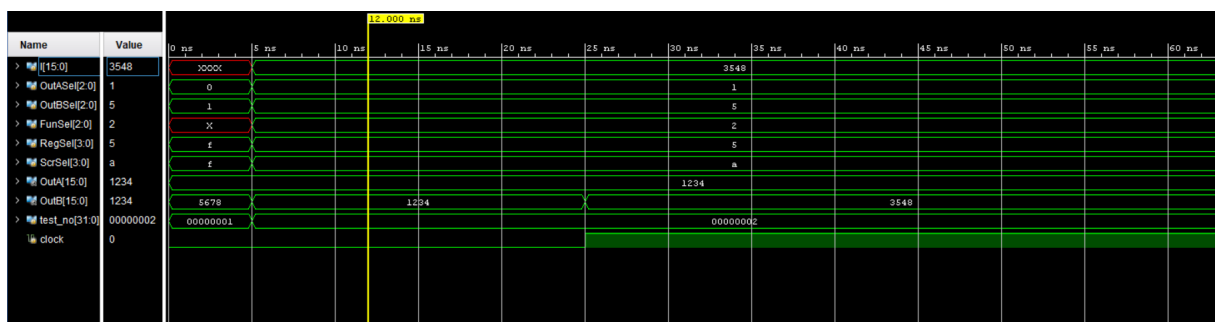 12.000 ns
Name Value 0 ns 5 ns 10 ns 15 ns 20 ns 25 ns 30 ns 35 ns 40 ns 45 ns 50 ns 55 ns 60 ns
> I[15:0] 3548 XXXX 3548
> OutASel[2:0] 1 0 1
> OutBSel[2:0] 5 1 5
> FunSel[2:0] 2 X 2
> RegSel[3:0] 5 f 5
> ScrSel[3:0] a f a
> OutA[15:0] 1234 1234
> OutB[15:0] 1234 5678 1234 3548
> test_no[31:0] 00000002 00000001 00000002
clock 0